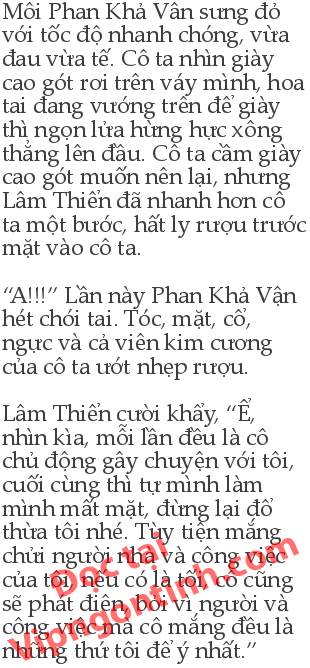 Môi Phan Khả Vân sưng đỏ
với tốc độ nhanh chóng, vừa
đau vừa tế. Cô ta nhìn giày
cao gót rơi trên váy mình, hoa
tai đang vướng trên để giày
thì ngọn lửa hừng hực xông
thẳng lên đầu. Cô ta cầm giày
cao gót muốn nên lại, nhưng
Lâm Thiển đã nhanh hơn cô
ta một bước, hất ly rượu trước
mặt vào cô ta.
“A!!!” Lần này Phan Khả Vận
hét chói tai. Tóc, mặt, cổ,
ngực và cả viên kim cương
của cô ta ướt nhẹp rượu.
Lâm Thiển cười khẩy, “Ể,
nhìn kìa, mỗi lần đều là cô
chủ động gây chuyện với tôi,
cuối cùng thì tự mình làm
mình mất mặt, đừng lại đổ
thừa tôi nhé. Tùy tiện mắng
chửi người nhà và công việc
của tôi, nếu có là tôi, cô cũng
sẽ phát điện, bởi vì người và
công việc mà cô mắng đều là
những thứ tôi để ý nhất.”
Đọc tại
Vipngontinh.com